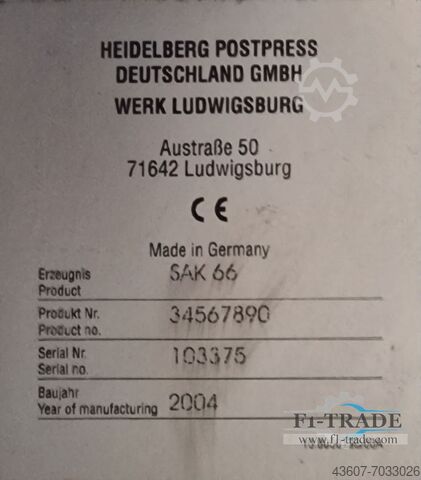 HEIDELBERG POSTPRESS
DEUTSCHLAND GMBH
WERK LUDWIGSBURG
Austraße 50
71642 Ludwigsburg
CE
Made in Germany
Erzeugnis SAK 66
Product
Produkt Nr. 34567890
Product no.
Serial Nr. 103375
Serial no.
Baujahr
Year of manufacturing 2004
F1-TRADE
www.f1-trade.com
43607-7033026